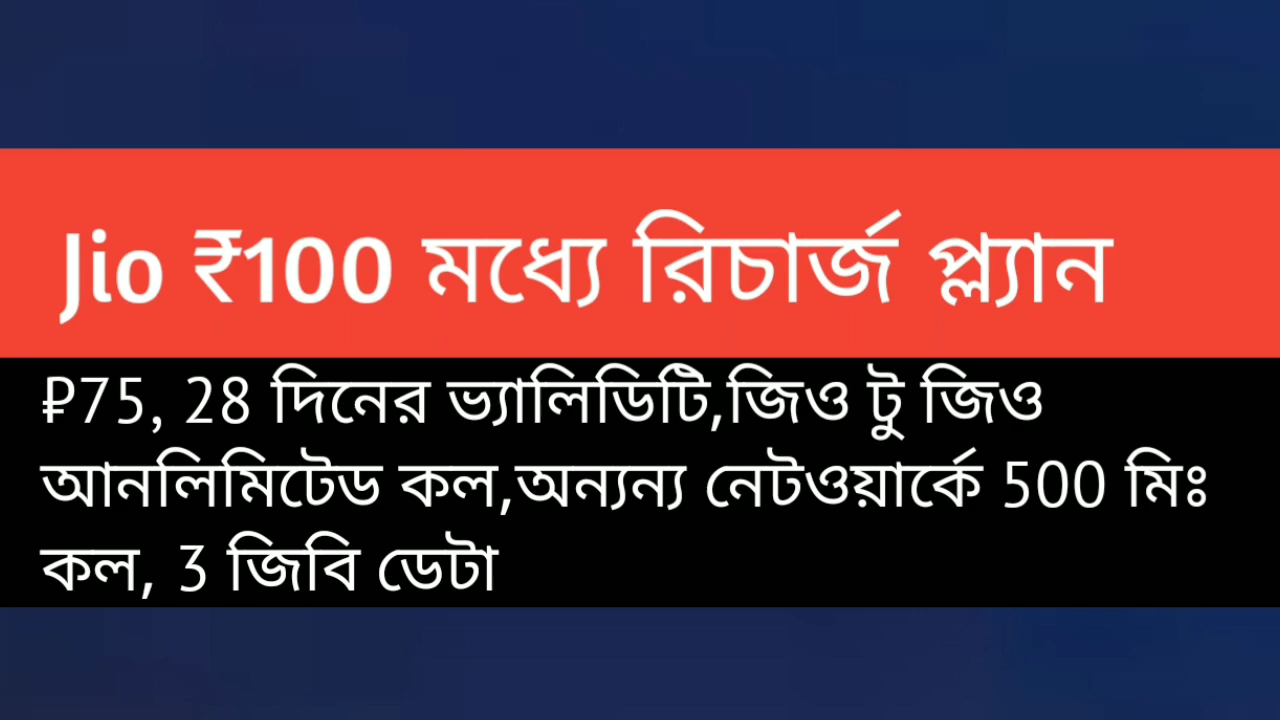 Jio ₹100 মধ্যে রিচার্জ প্ল্যান
₽75, 28 দিনের ভ্যালিডিটি,জিও টু জিও
আনলিমিটেড কল,অন্যন্য নেটওয়ার্কে 500 মিঃ
কল, 3 জিবি ডেটা